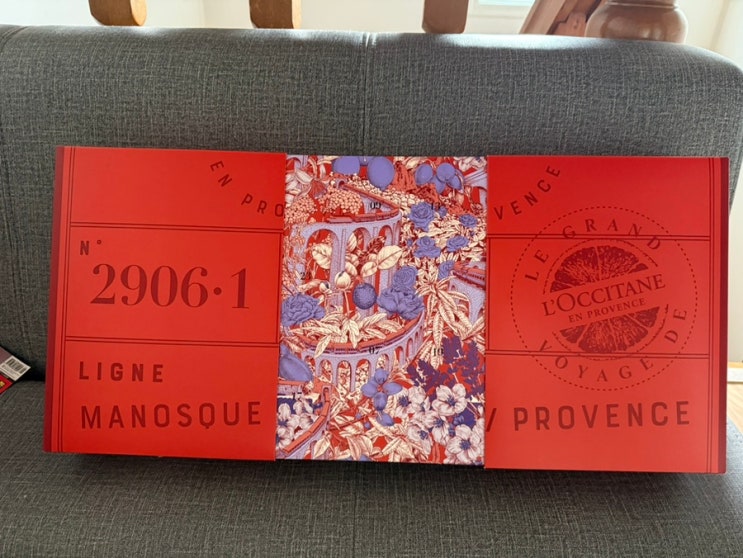 EN PRO
VENCE
N°
2906·1
LIGNE
MANOSQUE
/ PROVENCE
LE GRAND
VOYAGE DE
L'OCCITANE
EN PROVENCE